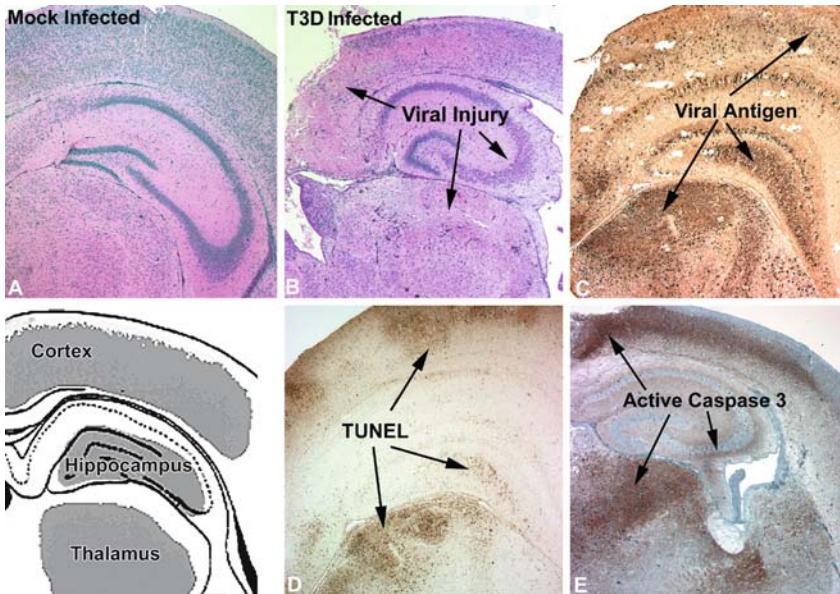 Mock Infected
A
T3D Infected
Viral Injury
B
Viral Antigen
C
Cortex
Hippocampus
Thalamus
TUNEL
D
Active Caspase 3
E